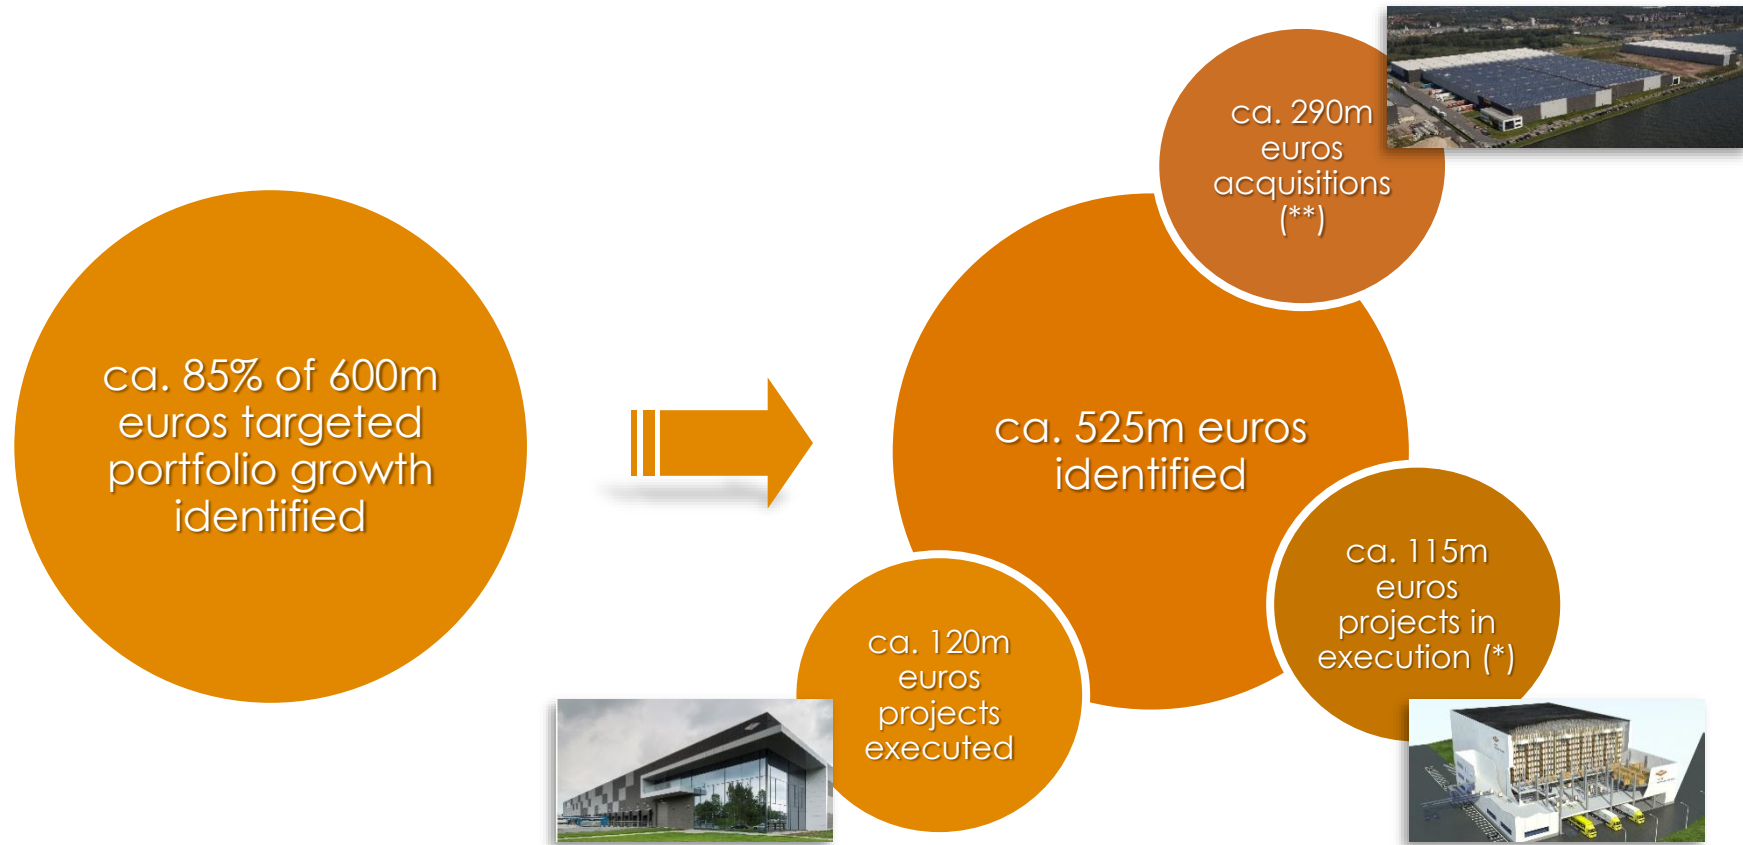 ca. 85% of 600m
euros targeted
portfolio growth
identified
ca. 290m
euros
acquisitions
(**)
ca. 525m euros
identified
ca. 115m
euros
projects in
execution (*)
ca. 120m
euros
projects
executed